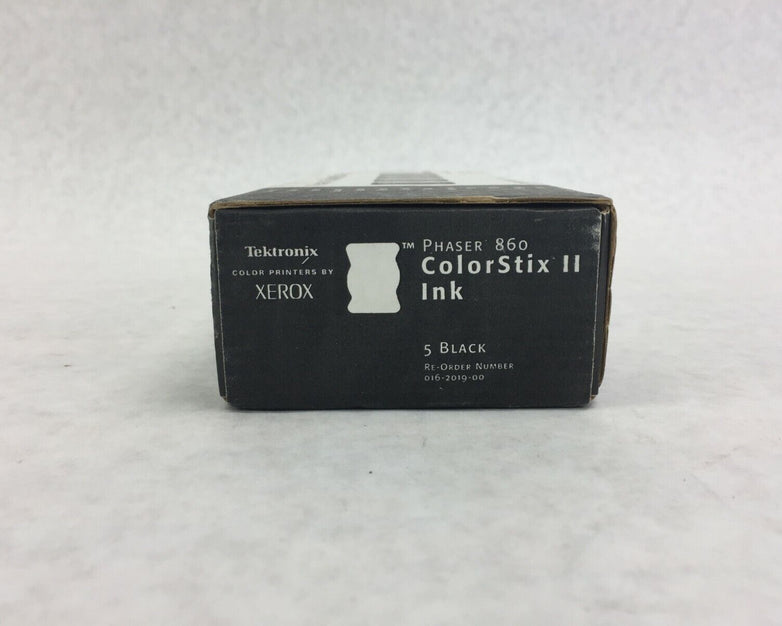 Tektronix
COLOR PRINTERS BY
XEROX
™
PHASER 860
ColorStix II
Ink
5 BLACK
RE-ORDER NUMBER
016-2019-00